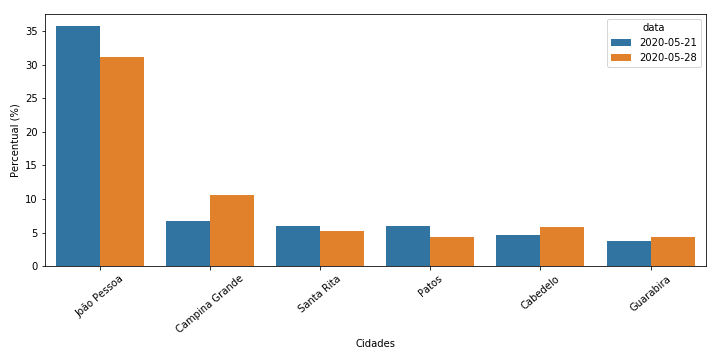 data
2020-05-21
2020-05-28
Percentual (%)
35
30
25
20
15
10
5
0
João Pessoa
Campina Grande
Santa Rita
Patos
Cabedelo
Guarabira
Cidades